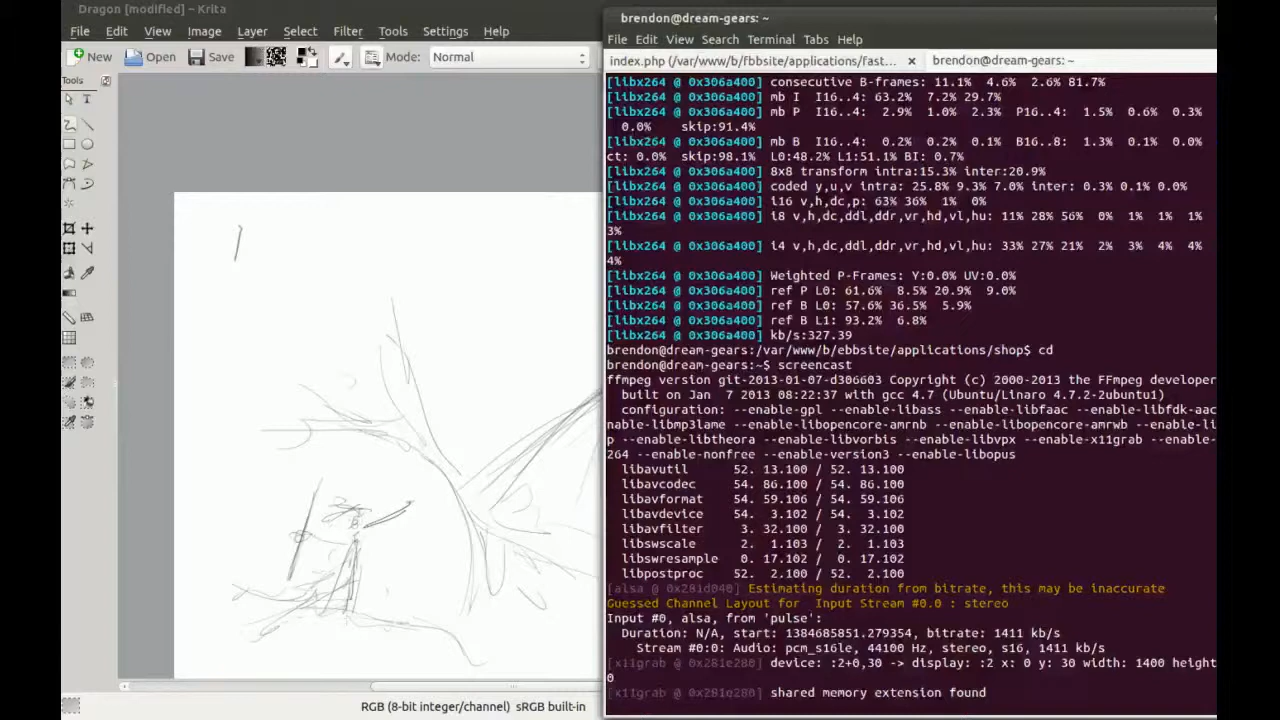 Dragon [modified] - Krita
File Edit View Image Layer Select Filter Tools Settings Help
New Open Save Mode: Normal
Tools
RGB (8-bit integer/channel) sRGB built-in
brendon@dream-gears: ~
File Edit View Search Terminal Tabs Help
index.php (/var/www/b/fbbsite/applications/fast... × brendon@dream-gears: ~
[libx264 @ 0x306a400] consecutive B-frames: 11.1% 4.6% 2.6% 81.7%
[libx264 @ 0x306a400] mb I I16..4: 63.2% 7.2% 29.7%
[libx264 @ 0x306a400] mb P I16..4: 2.9% 1.0% 2.3% P16..4: 1.5% 0.6% 0.3%
0.0% skip:91.4%
[libx264 @ 0x306a400] mb B I16..4: 0.2% 0.2% 0.1% B16..8: 1.3% 0.1% 0.0%
ct: 0.0% skip:98.1% L0:48.2% L1:51.1% BI: 0.7%
[libx264 @ 0x306a400] 8x8 transform intra:15.3% inter:20.9%
[libx264 @ 0x306a400] coded y,u,v intra: 25.8% 9.3% 7.0% inter: 0.3% 0.1% 0.0%
[libx264 @ 0x306a400] i16 v,h,dc,p: 63% 36% 1% 0%
[libx264 @ 0x306a400] i8 v,h,dc,ddl,ddr,vr,hd,vl,hu: 11% 28% 56% 0% 1% 1% 1%
3%
[libx264 @ 0x306a400] i4 v,h,dc,ddl,ddr,vr,hd,vl,hu: 33% 27% 21% 2% 3% 4% 4%
4%
[libx264 @ 0x306a400] Weighted P-Frames: Y:0.0% UV:0.0%
[libx264 @ 0x306a400] ref P L0: 61.6% 8.5% 20.9% 9.0%
[libx264 @ 0x306a400] ref B L0: 57.6% 36.5% 5.9%
[libx264 @ 0x306a400] ref B L1: 93.2% 6.8%
[libx264 @ 0x306a400] kb/s:327.39
brendon@dream-gears:/var/www/b/ebbsite/applications/shop$ cd
brendon@dream-gears:~$ screencast
ffmpeg version git-2013-01-07-d306603 Copyright (c) 2000-2013 the FFmpeg developer
built on Jan 7 2013 08:22:37 with gcc 4.7 (Ubuntu/Linaro 4.7.2-2ubuntu1)
configuration: --enable-gpl --enable-libass --enable-libfaac --enable-libfdk-aac
nable-libmp3lame --enable-libopencore-amrnb --enable-libopencore-amrwb --enable-li
p --enable-libtheora --enable-libvorbis --enable-libvpx --enable-x11grab --enable-
264 --enable-nonfree --enable-version3 --enable-libopus
libavutil 52. 13.100 / 52. 13.100
libavcodec 54. 86.100 / 54. 86.100
libavformat 54. 59.106 / 54. 59.106
libavdevice 54. 3.102 / 54. 3.102
libavfilter 3. 32.100 / 3. 32.100
libswscale 2. 1.103 / 2. 1.103
libswresample 0. 17.102 / 0. 17.102
libpostproc 52. 2.100 / 52. 2.100
[alsa @ 0x281d040] Estimating duration from bitrate, this may be inaccurate
Guessed Channel Layout for Input Stream #0.0 : stereo
Input #0, alsa, from 'pulse':
Duration: N/A, start: 1384685851.279354, bitrate: 1411 kb/s
Stream #0:0: Audio: pcm_s16le, 44100 Hz, stereo, s16, 1411 kb/s
[x11grab @ 0x281e280] device: :2+0,30 -> display: :2 x: 0 y: 30 width: 1400 height
0
[x11grab @ 0x281e280] shared memory extension found